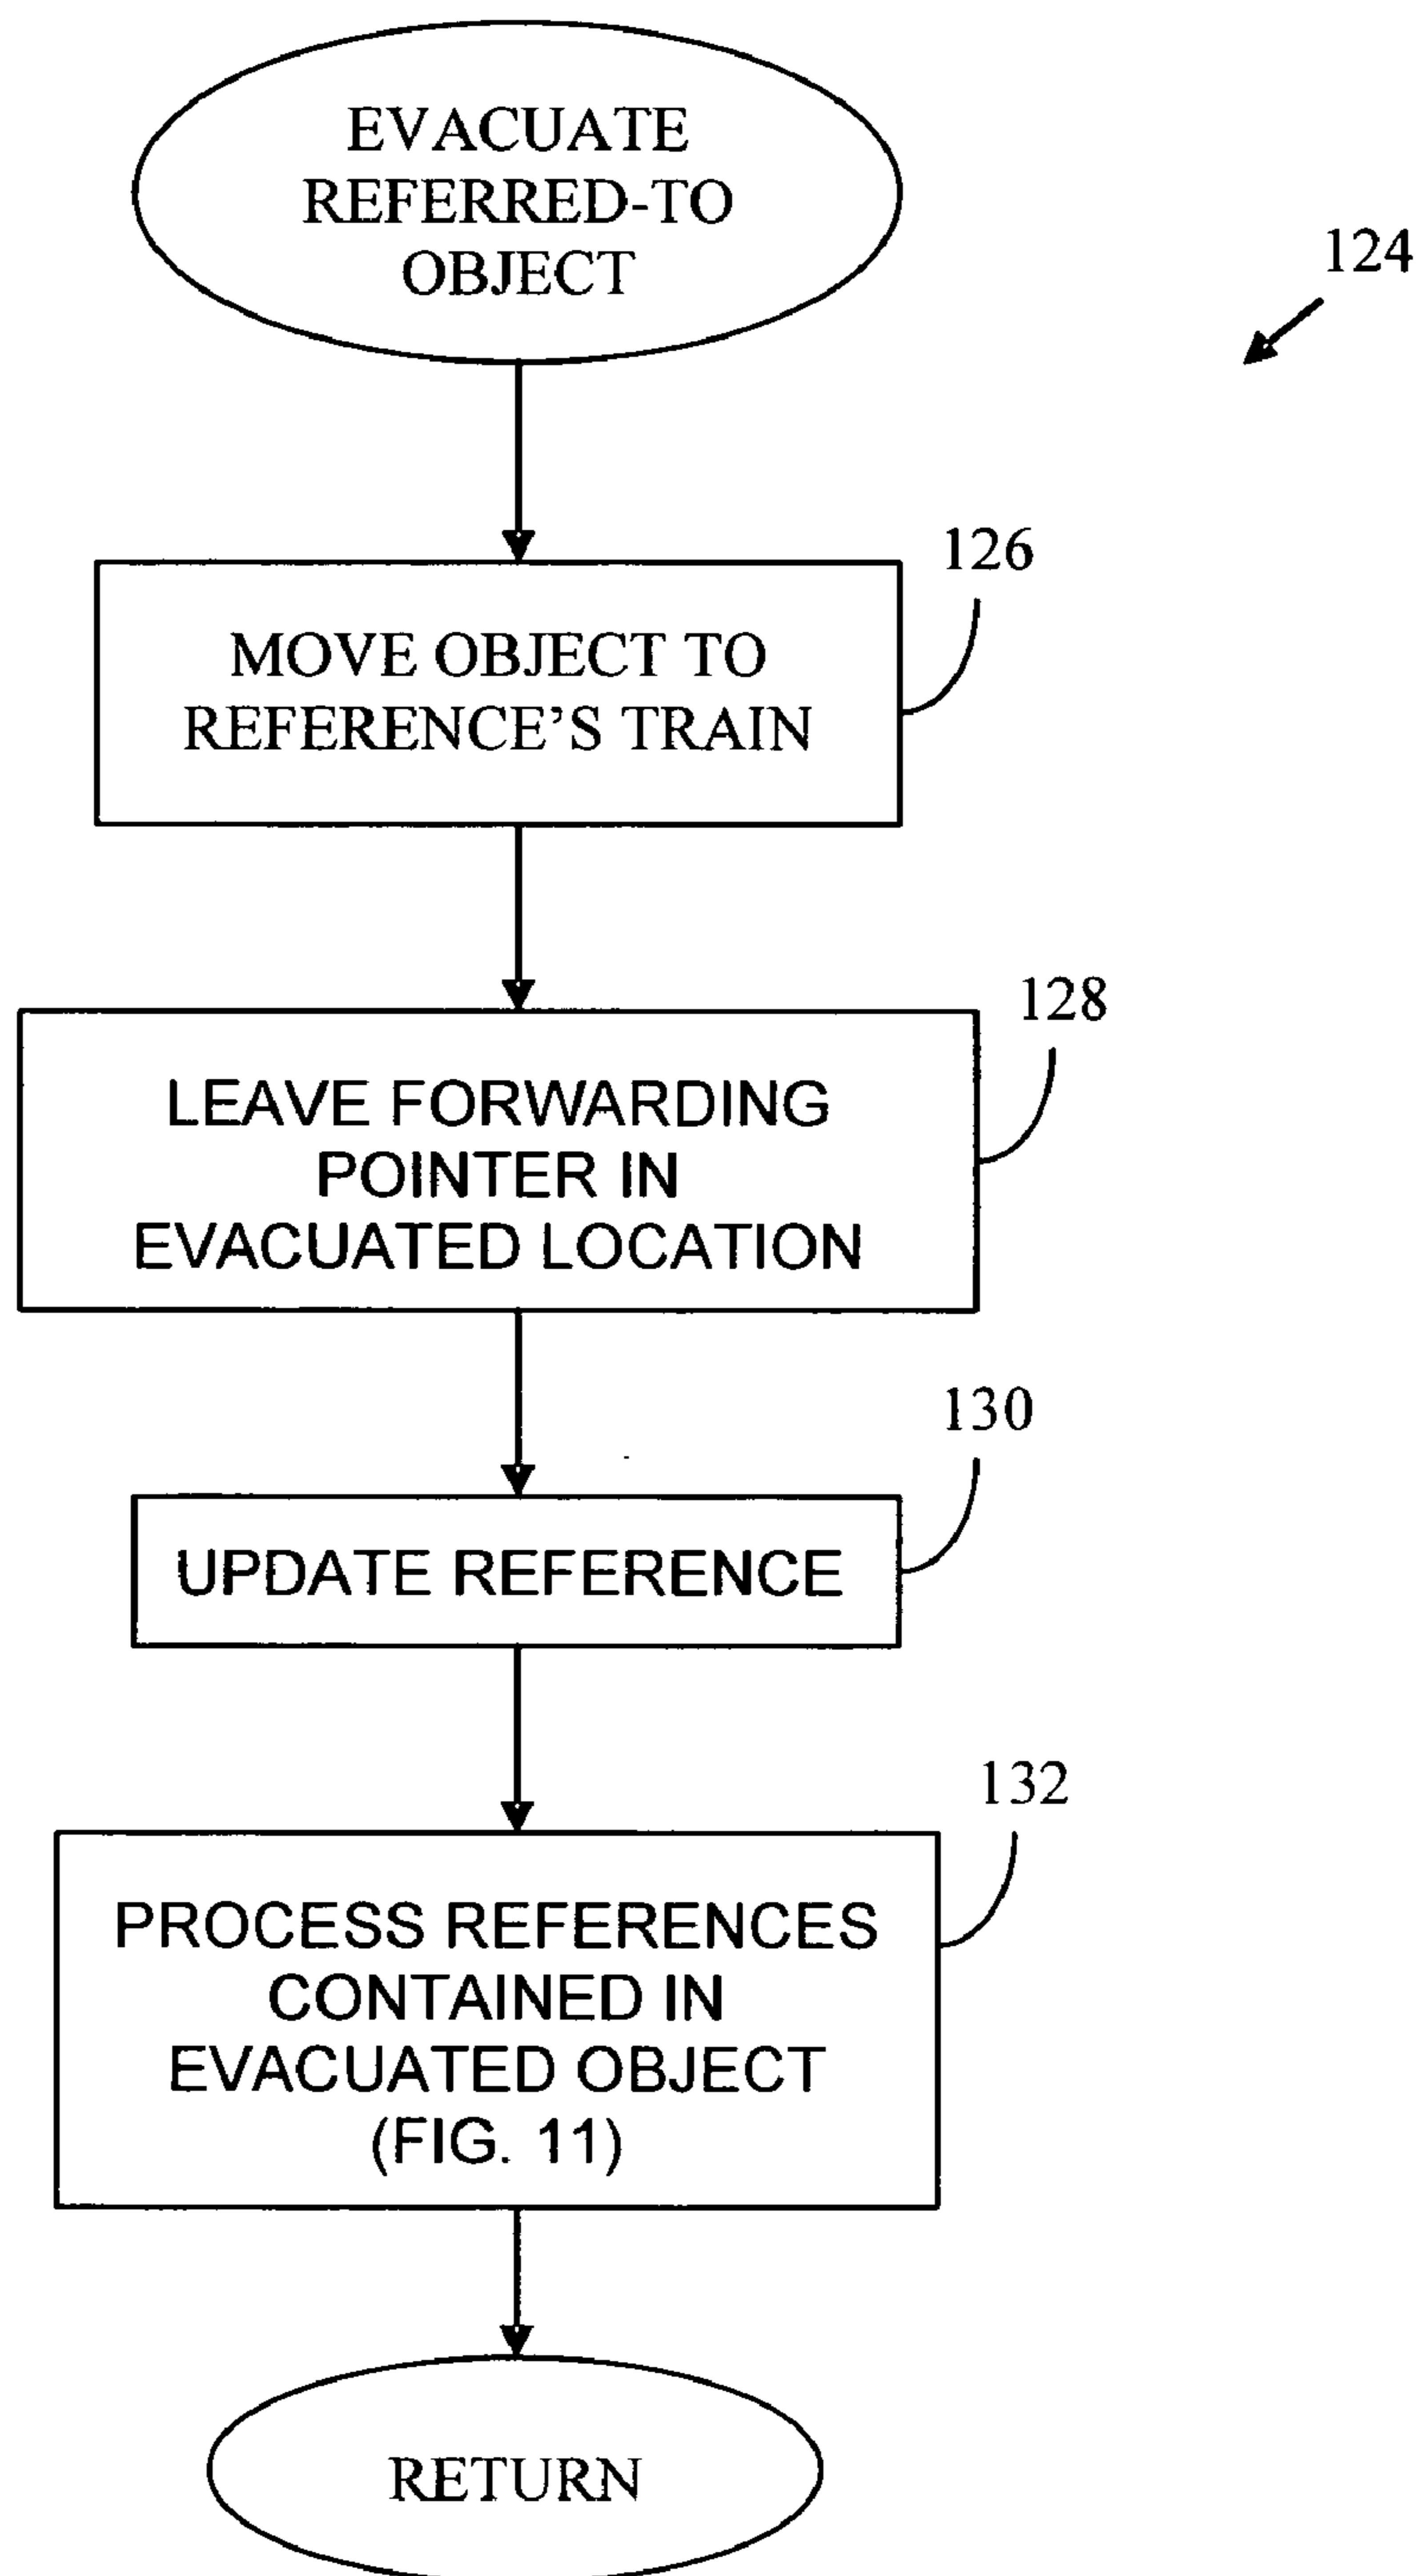 EVACUATE
REFERRED-TO
OBJECT
124
126
MOVE OBJECT TO
REFERENCE’S TRAIN
128
LEAVE FORWARDING
POINTER IN
EVACUATED LOCATION
130
UPDATE REFERENCE
132
PROCESS REFERENCES
CONTAINED IN
EVACUATED OBJECT
(FIG. 11)
RETURN